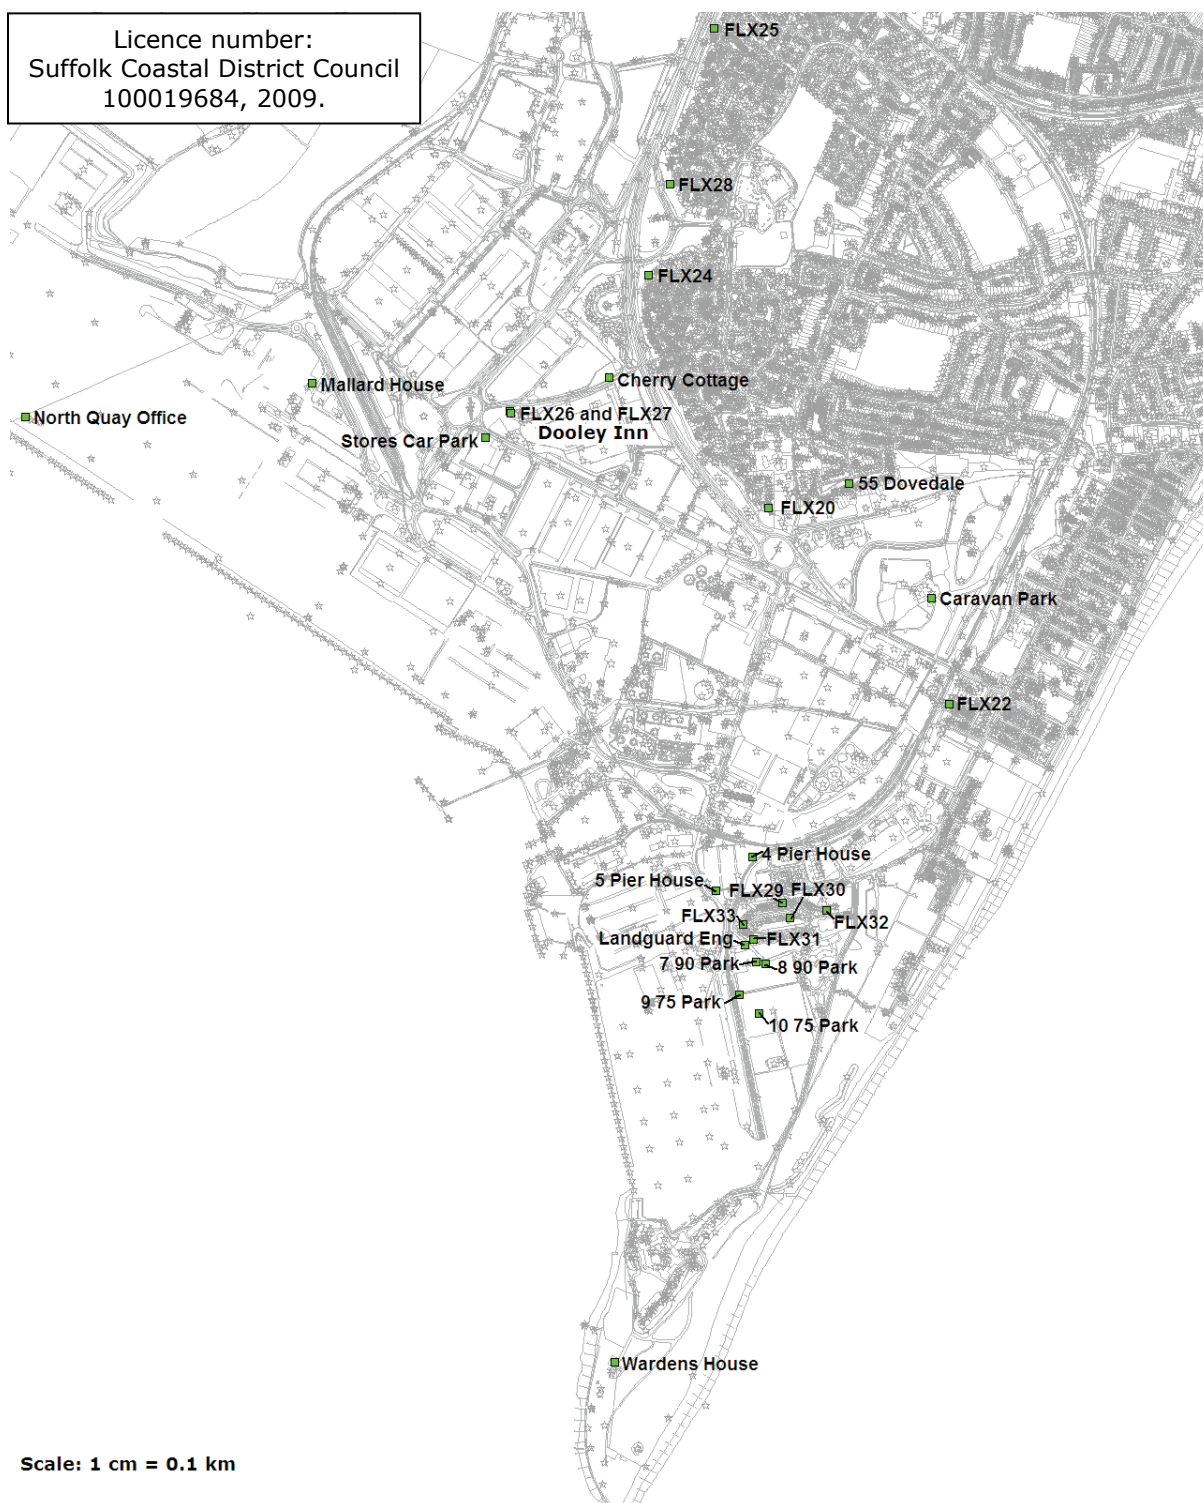 Licence number:
Suffolk Coastal District Council
100019684, 2009.
FLX25
FLX28
FLX24
Cherry Cottage
Mallard House
North Quay Office
FLX26 and FLX27
Dooley Inn
Stores Car Park
55 Dovedale
FLX20
Caravan Park
FLX22
4 Pier House
5 Pier House
FLX29
FLX30
FLX33
FLX32
Landguard Eng
FLX31
7 90 Park
8 90 Park
9 75 Park
10 75 Park
Wardens House
Scale: 1 cm = 0.1 km